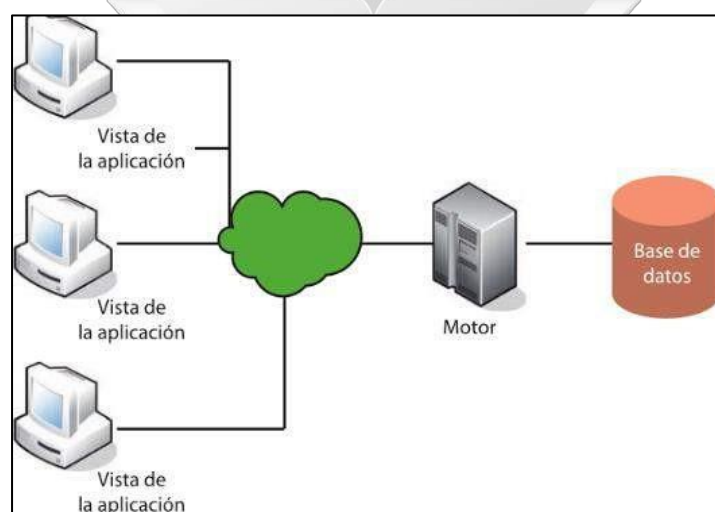 Vista de
la aplicación
Vista de
la aplicación
Motor
Base de
datos
Vista de
la aplicación